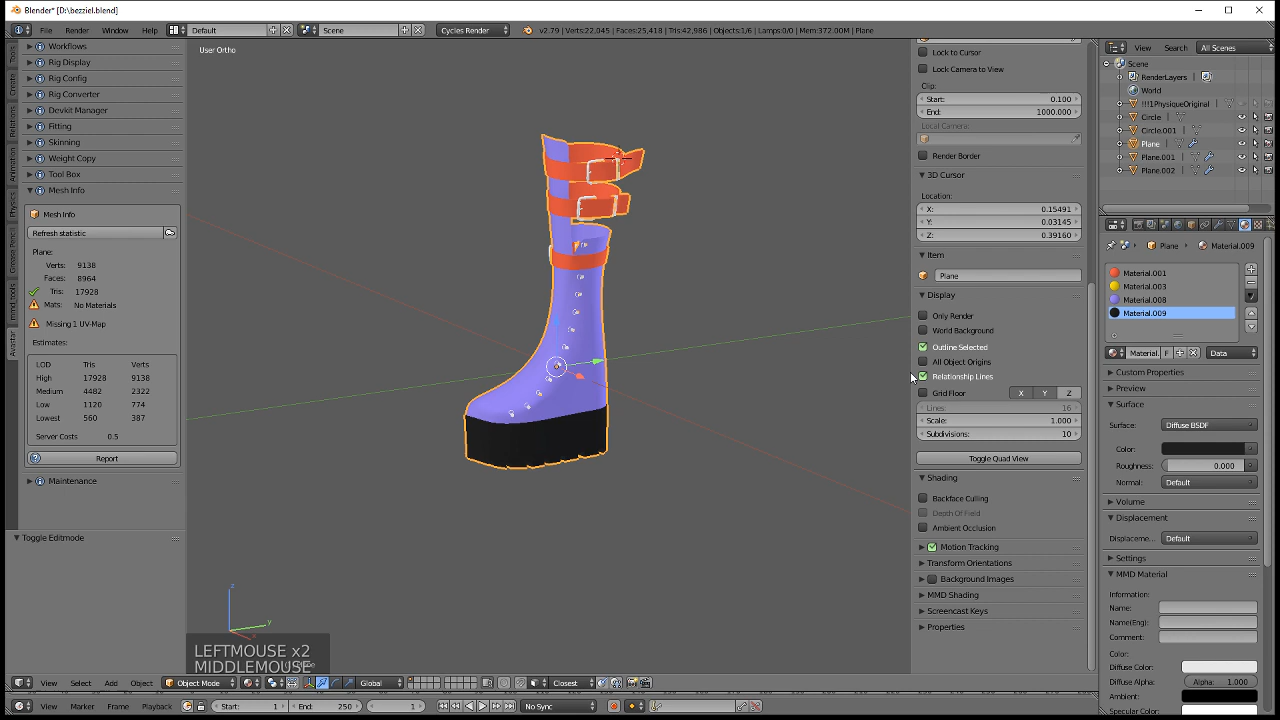 Blender* [D:\bezziel.blend]
File Render Window Help Default Scene Cycles Render v2.79 | Verts:22,045 | Faces:25,418 | Tris:42,986 | Objects:1/6 | Lamps:0/0 | Mem:372.00M | Plane
Workflows
Rig Display
Rig Config
Rig Converter
Devkit Manager
Fitting
Skinning
Weight Copy
Tool Box
Mesh Info
Mesh Info
Refresh statistic
Plane:
Verts: 9138
Faces: 8964
Tris: 17928
Mats: No Materials
Missing 1 UV-Map
Estimates:
LOD Tris Verts
High 17928 9138
Medium 4482 2322
Low 1120 774
Lowest 560 387
Server Costs 0.5
Report
Maintenance
Toggle Editmode
Tools
Create
Relations
Animation
Physics
Grease Pencil
mmd_tools
Avastar
User Ortho
z
y
x
LEFTMOUSE x2
MIDDLEMOUSE
Lock to Cursor
Lock Camera to View
Clip:
Start: 0.100
End: 1000.000
Local Camera:
Render Border
3D Cursor
Location:
X: 0.15491
Y: 0.03145
Z: 0.39160
Item
Plane
Display
Only Render
World Background
Outline Selected
All Object Origins
Relationship Lines
Grid Floor X Y Z
Lines: 16
Scale: 1.000
Subdivisions: 10
Toggle Quad View
Shading
Backface Culling
Depth Of Field
Ambient Occlusion
Motion Tracking
Transform Orientations
Background Images
MMD Shading
Screencast Keys
Properties
View Search All Scenes
Scene
RenderLayers
World
!!!1PhysiqueOriginal
Circle
Circle.001
Plane
Plane.001
Plane.002
Plane Material.009
Material.001
Material.003
Material.008
Material.009
Material. F Data
Custom Properties
Preview
Surface
Surface: Diffuse BSDF
Color:
Roughness: 0.000
Normal: Default
Volume
Displacement
Displaceme... Default
Settings
MMD Material
Information:
Name:
Name(Eng):
Comment:
Color:
Diffuse Color:
Diffuse Alpha: Alpha: 1.000
Ambient:
Specular Color:
View Select Add Object Object Mode Global Closest
View Marker Frame Playback Start: 1 End: 250 1 No Sync